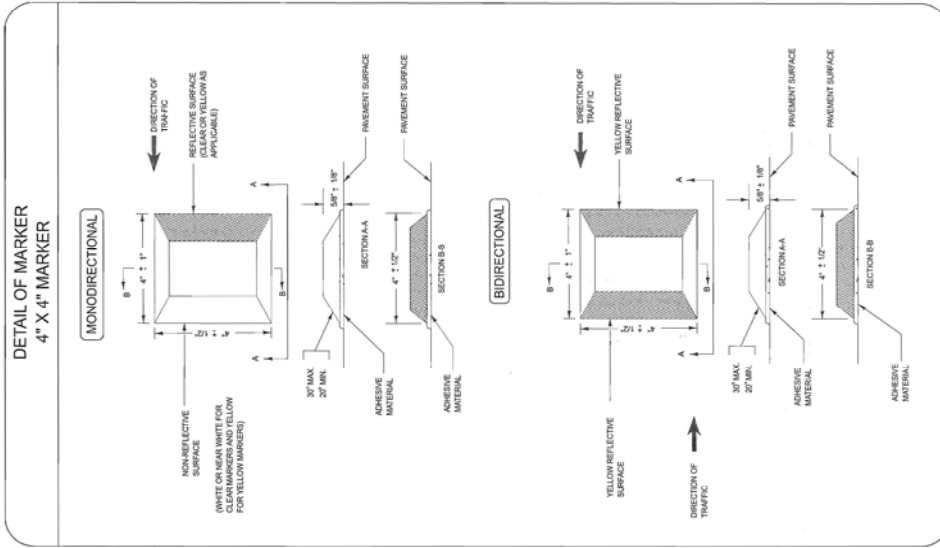 DETAIL OF MARKER
4" X 4" MARKER
MONODIRECTIONAL
DIRECTION OF
TRAFFIC
REFLECTIVE SURFACE
(CLEAR OR YELLOW AS
APPLICABLE)
B
4" ± 1"
B
4" ± 1/2"
A
A
NON-REFLECTIVE
SURFACE
(WHITE OR NEAR WHITE FOR
CLEAR MARKERS AND YELLOW
FOR YELLOW MARKERS)
5/8" ± 1/8"
PAVEMENT SURFACE
SECTION A-A
30° MAX.
20° MIN.
ADHESIVE
MATERIAL
4" ± 1/2"
PAVEMENT SURFACE
SECTION B-B
ADHESIVE
MATERIAL
BIDIRECTIONAL
DIRECTION OF
TRAFFIC
YELLOW REFLECTIVE
SURFACE
B
4" ± 1"
B
4" ± 1/2"
A
A
YELLOW REFLECTIVE
SURFACE
DIRECTION OF
TRAFFIC
5/8" ± 1/8"
PAVEMENT SURFACE
SECTION A-A
30° MAX.
20° MIN.
ADHESIVE
MATERIAL
4" ± 1/2"
PAVEMENT SURFACE
SECTION B-B
ADHESIVE
MATERIAL